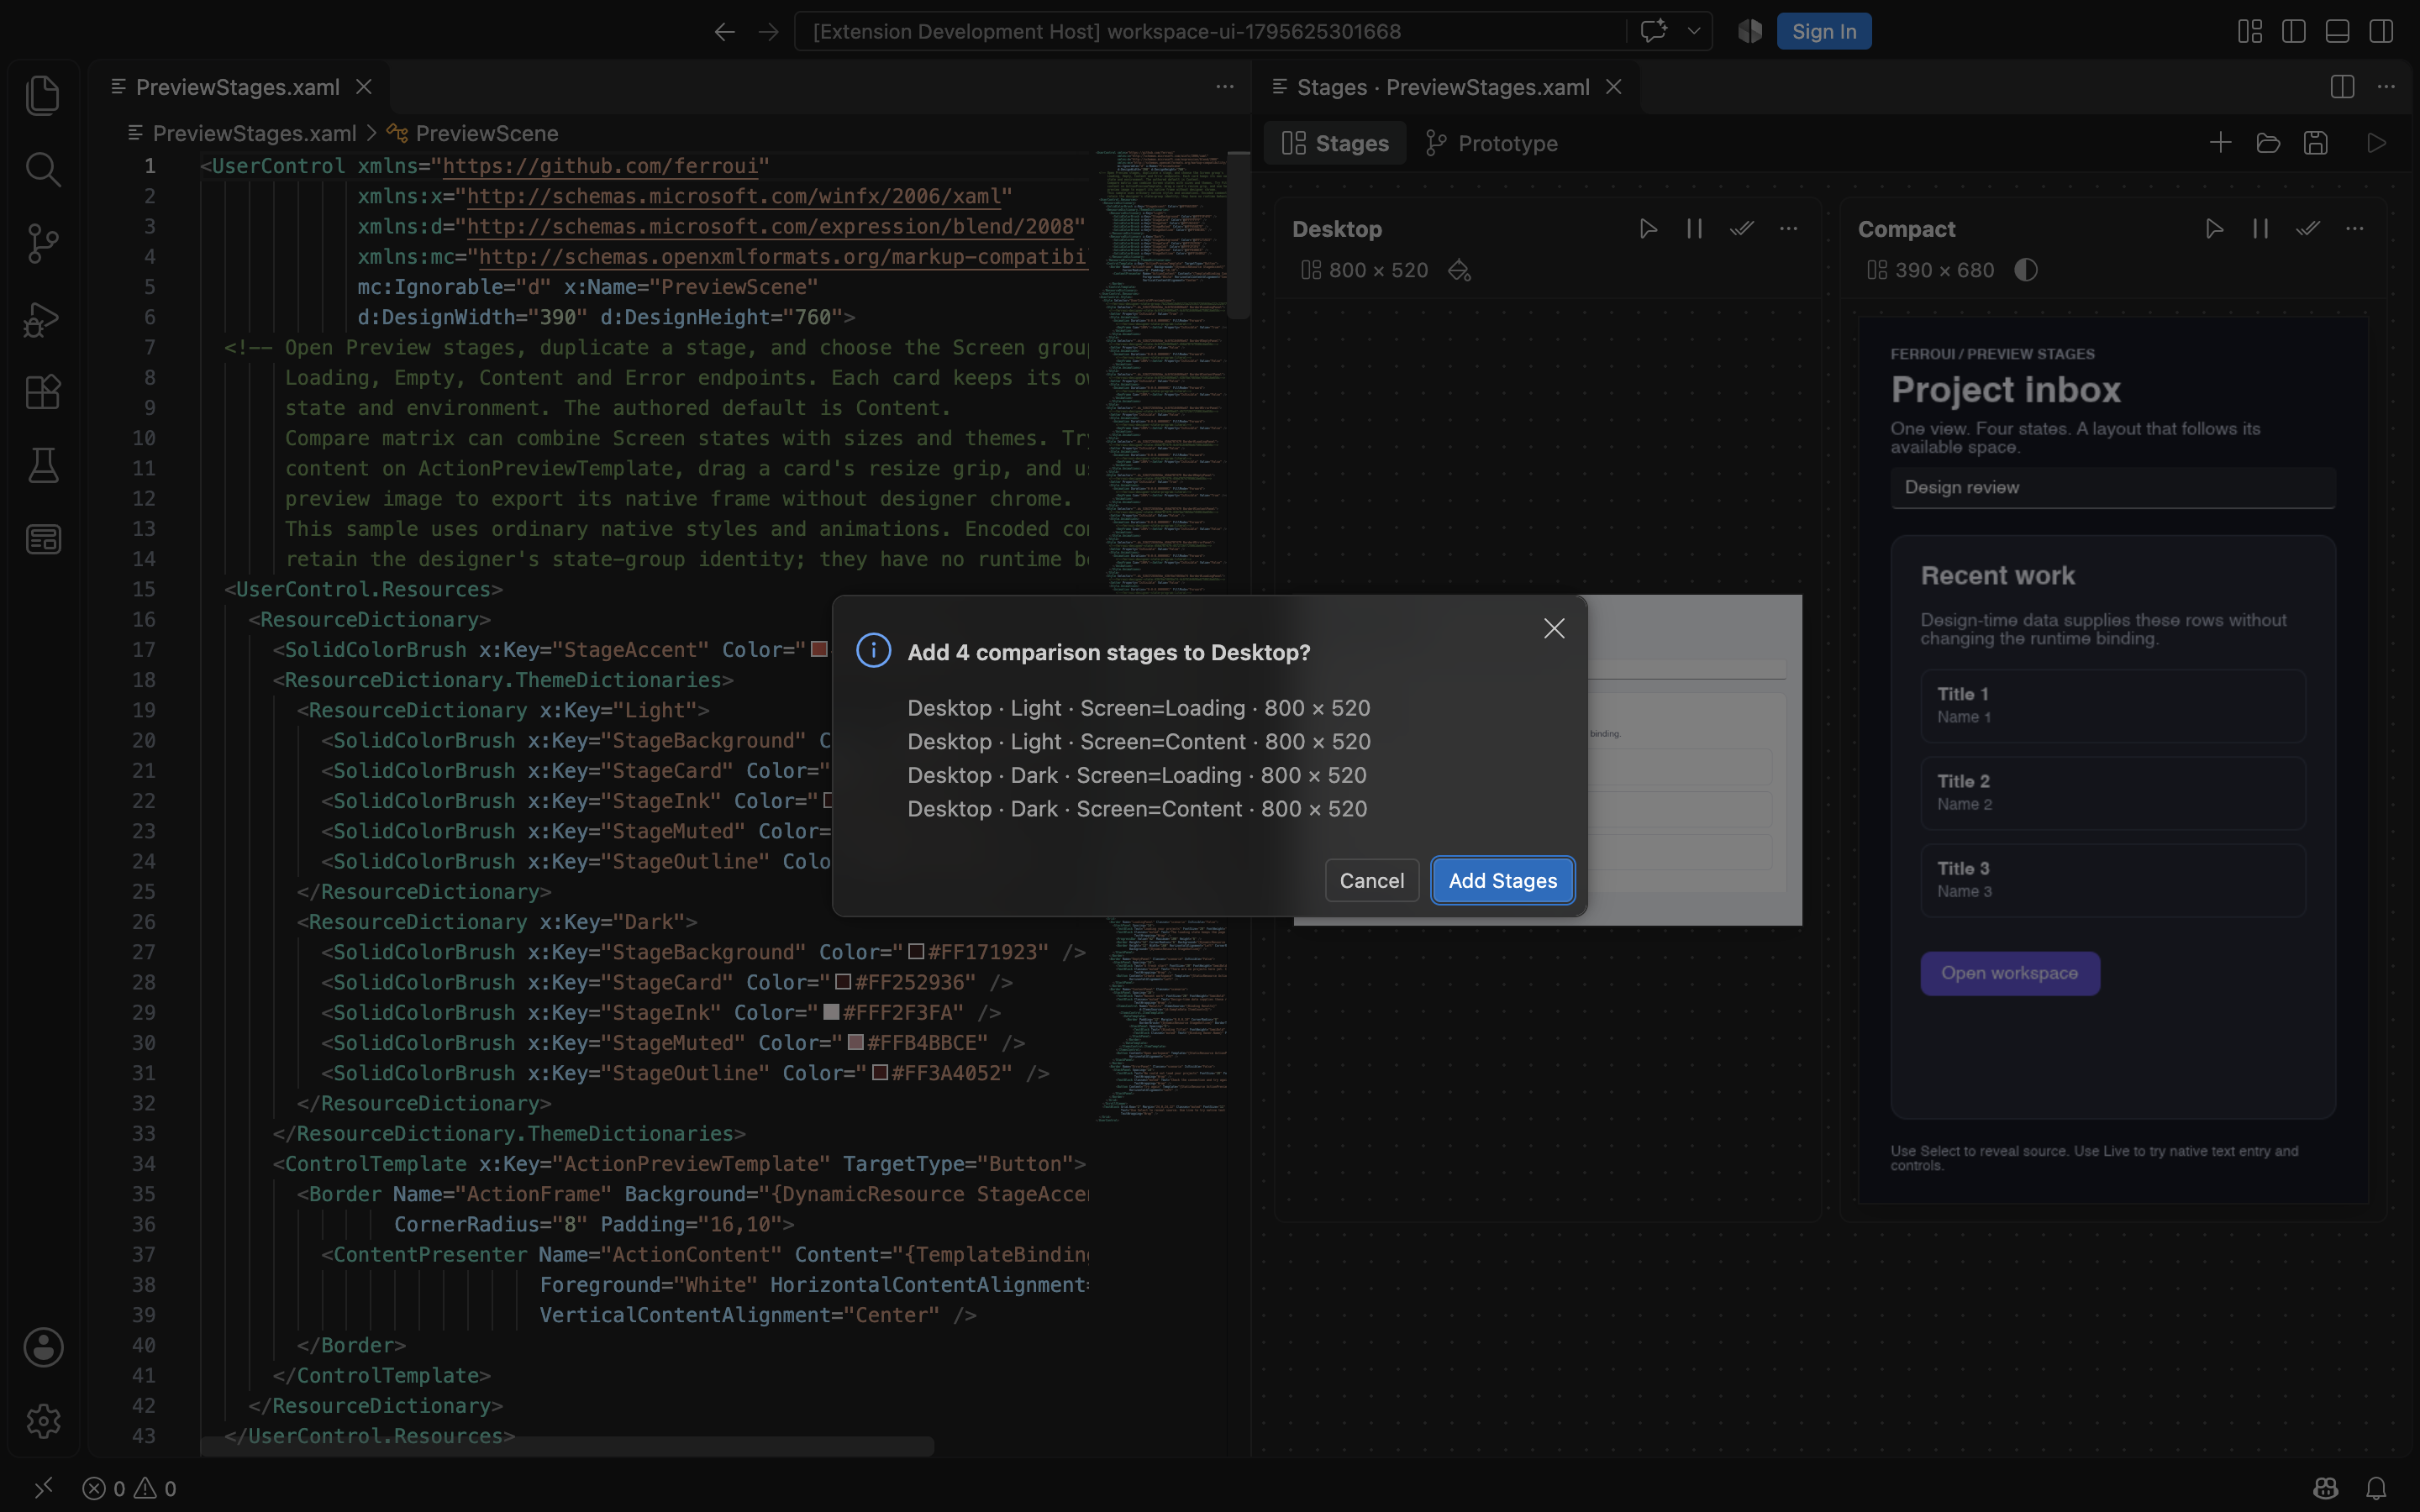 [Extension Development Host] workspace-ui-1795625301668
Sign In
PreviewStages.xaml
PreviewStages.xaml > PreviewScene
1 <UserControl xmlns="https://github.com/ferroui"
2 xmlns:x="http://schemas.microsoft.com/winfx/2006/xaml"
3 xmlns:d="http://schemas.microsoft.com/expression/blend/2008"
4 xmlns:mc="http://schemas.openxmlformats.org/markup-compatibi
5 mc:Ignorable="d" x:Name="PreviewScene"
6 d:DesignWidth="390" d:DesignHeight="760">
7 <!-- Open Preview stages, duplicate a stage, and choose the Screen group
8 Loading, Empty, Content and Error endpoints. Each card keeps its
9 state and environment. The authored default is Content.
10 Compare matrix can combine Screen states with sizes and themes.
11 content on ActionPreviewTemplate, drag a card's resize grip, and
12 preview image to export its native frame without designer chrome.
13 This sample uses ordinary native styles and animations. Encoded
14 retain the designer's state-group identity; they have no runtime
15 <UserControl.Resources>
16 <ResourceDictionary>
17 <SolidColorBrush x:Key="StageAccent" Color="
18 <ResourceDictionary.ThemeDictionaries>
19 <ResourceDictionary x:Key="Light">
20 <SolidColorBrush x:Key="StageBackground" C
21 <SolidColorBrush x:Key="StageCard" Color="
22 <SolidColorBrush x:Key="StageInk" Color="
23 <SolidColorBrush x:Key="StageMuted" Color=
24 <SolidColorBrush x:Key="StageOutline" Colo
25 </ResourceDictionary>
26 <ResourceDictionary x:Key="Dark">
27 <SolidColorBrush x:Key="StageBackground" Color="#FF171923" />
28 <SolidColorBrush x:Key="StageCard" Color="#FF252936" />
29 <SolidColorBrush x:Key="StageInk" Color="#FFF2F3FA" />
30 <SolidColorBrush x:Key="StageMuted" Color="#FFB4BBCE" />
31 <SolidColorBrush x:Key="StageOutline" Color="#FF3A4052" />
32 </ResourceDictionary>
33 </ResourceDictionary.ThemeDictionaries>
34 <ControlTemplate x:Key="ActionPreviewTemplate" TargetType="Button">
35 <Border Name="ActionFrame" Background="{DynamicResource StageAcce
36 CornerRadius="8" Padding="16,10">
37 <ContentPresenter Name="ActionContent" Content="{TemplateBinding
38 Foreground="White" HorizontalContentAlignment=
39 VerticalContentAlignment="Center" />
40 </Border>
41 </ControlTemplate>
42 </ResourceDictionary>
43 </UserControl.Resources>
Stages · PreviewStages.xaml
Stages
Prototype
Desktop
800 × 520
Compact
390 × 680
binding.
FERROUI / PREVIEW STAGES
Project inbox
One view. Four states. A layout that follows its
available space.
Design review
Recent work
Design-time data supplies these rows without
changing the runtime binding.
Title 1
Name 1
Title 2
Name 2
Title 3
Name 3
Open workspace
Use Select to reveal source. Use Live to try native text entry and
controls.
Add 4 comparison stages to Desktop?
Desktop · Light · Screen=Loading · 800 × 520
Desktop · Light · Screen=Content · 800 × 520
Desktop · Dark · Screen=Loading · 800 × 520
Desktop · Dark · Screen=Content · 800 × 520
Cancel
Add Stages
0
0